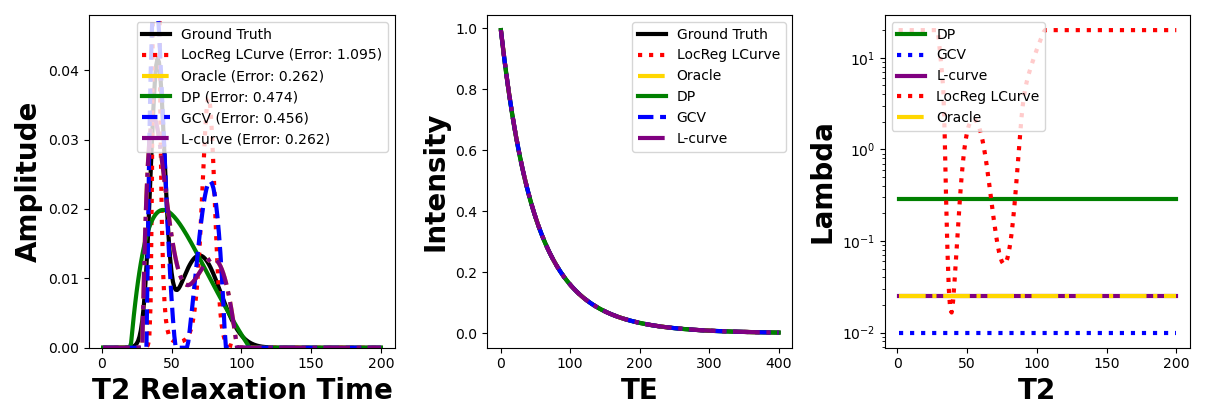 Amplitude
0.04
0.03
0.02
0.01
0.00
0
50
100
150
200
T2 Relaxation Time
Ground Truth
LocReg LCurve (Error: 1.095)
Oracle (Error: 0.262)
DP (Error: 0.474)
GCV (Error: 0.456)
L-curve (Error: 0.262)
Intensity
1.0
0.8
0.6
0.4
0.2
0.0
0
100
200
300
400
TE
Ground Truth
LocReg LCurve
Oracle
DP
GCV
L-curve
Lambda
10¹
10⁰
10⁻¹
10⁻²
0
50
100
150
200
T2
DP
GCV
L-curve
LocReg LCurve
Oracle